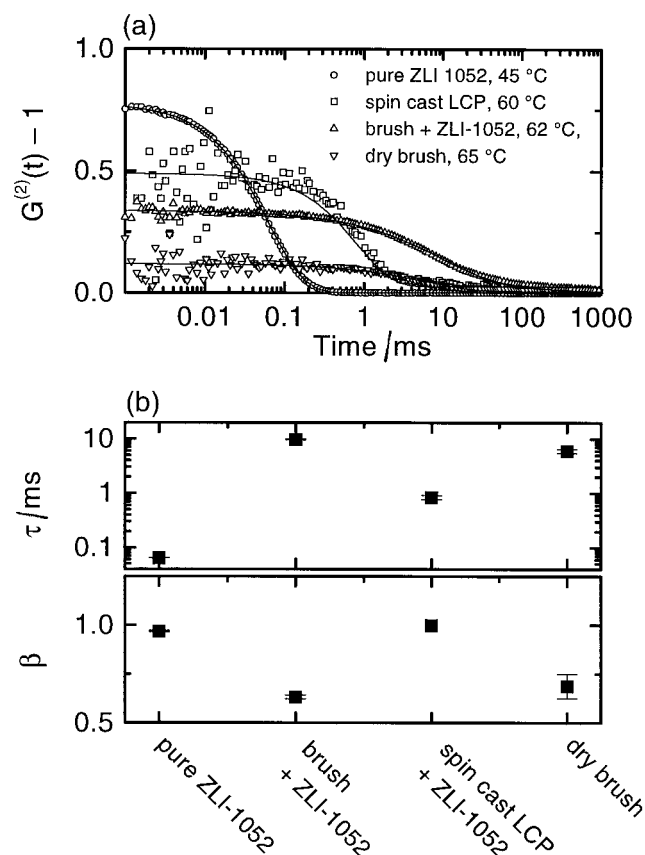 (a)
1.0
0.5
0.0
G(2)(t) − 1
pure ZLI 1052, 45 °C
spin cast LCP, 60 °C
brush + ZLI-1052, 62 °C,
dry brush, 65 °C
0.01 0.1 1 10 100 1000
Time /ms
(b)
10
1
0.1
τ /ms
1.0
0.5
β
pure ZLI-1052
brush
+ ZLI-1052
spin cast LCP
+ ZLI-1052
dry brush